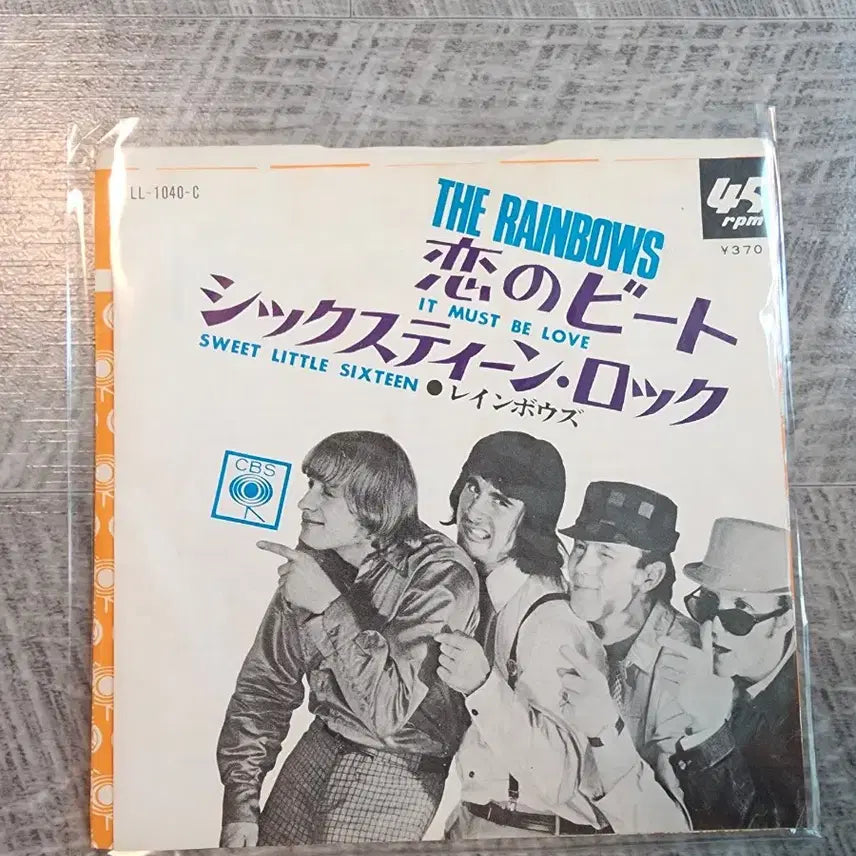 LL-1040-C
45
rpm
¥370
THE RAINBOWS
恋のビート
IT MUST BE LOVE
シックスティーン・ロック
SWEET LITTLE SIXTEEN ●レインボウズ
CBS